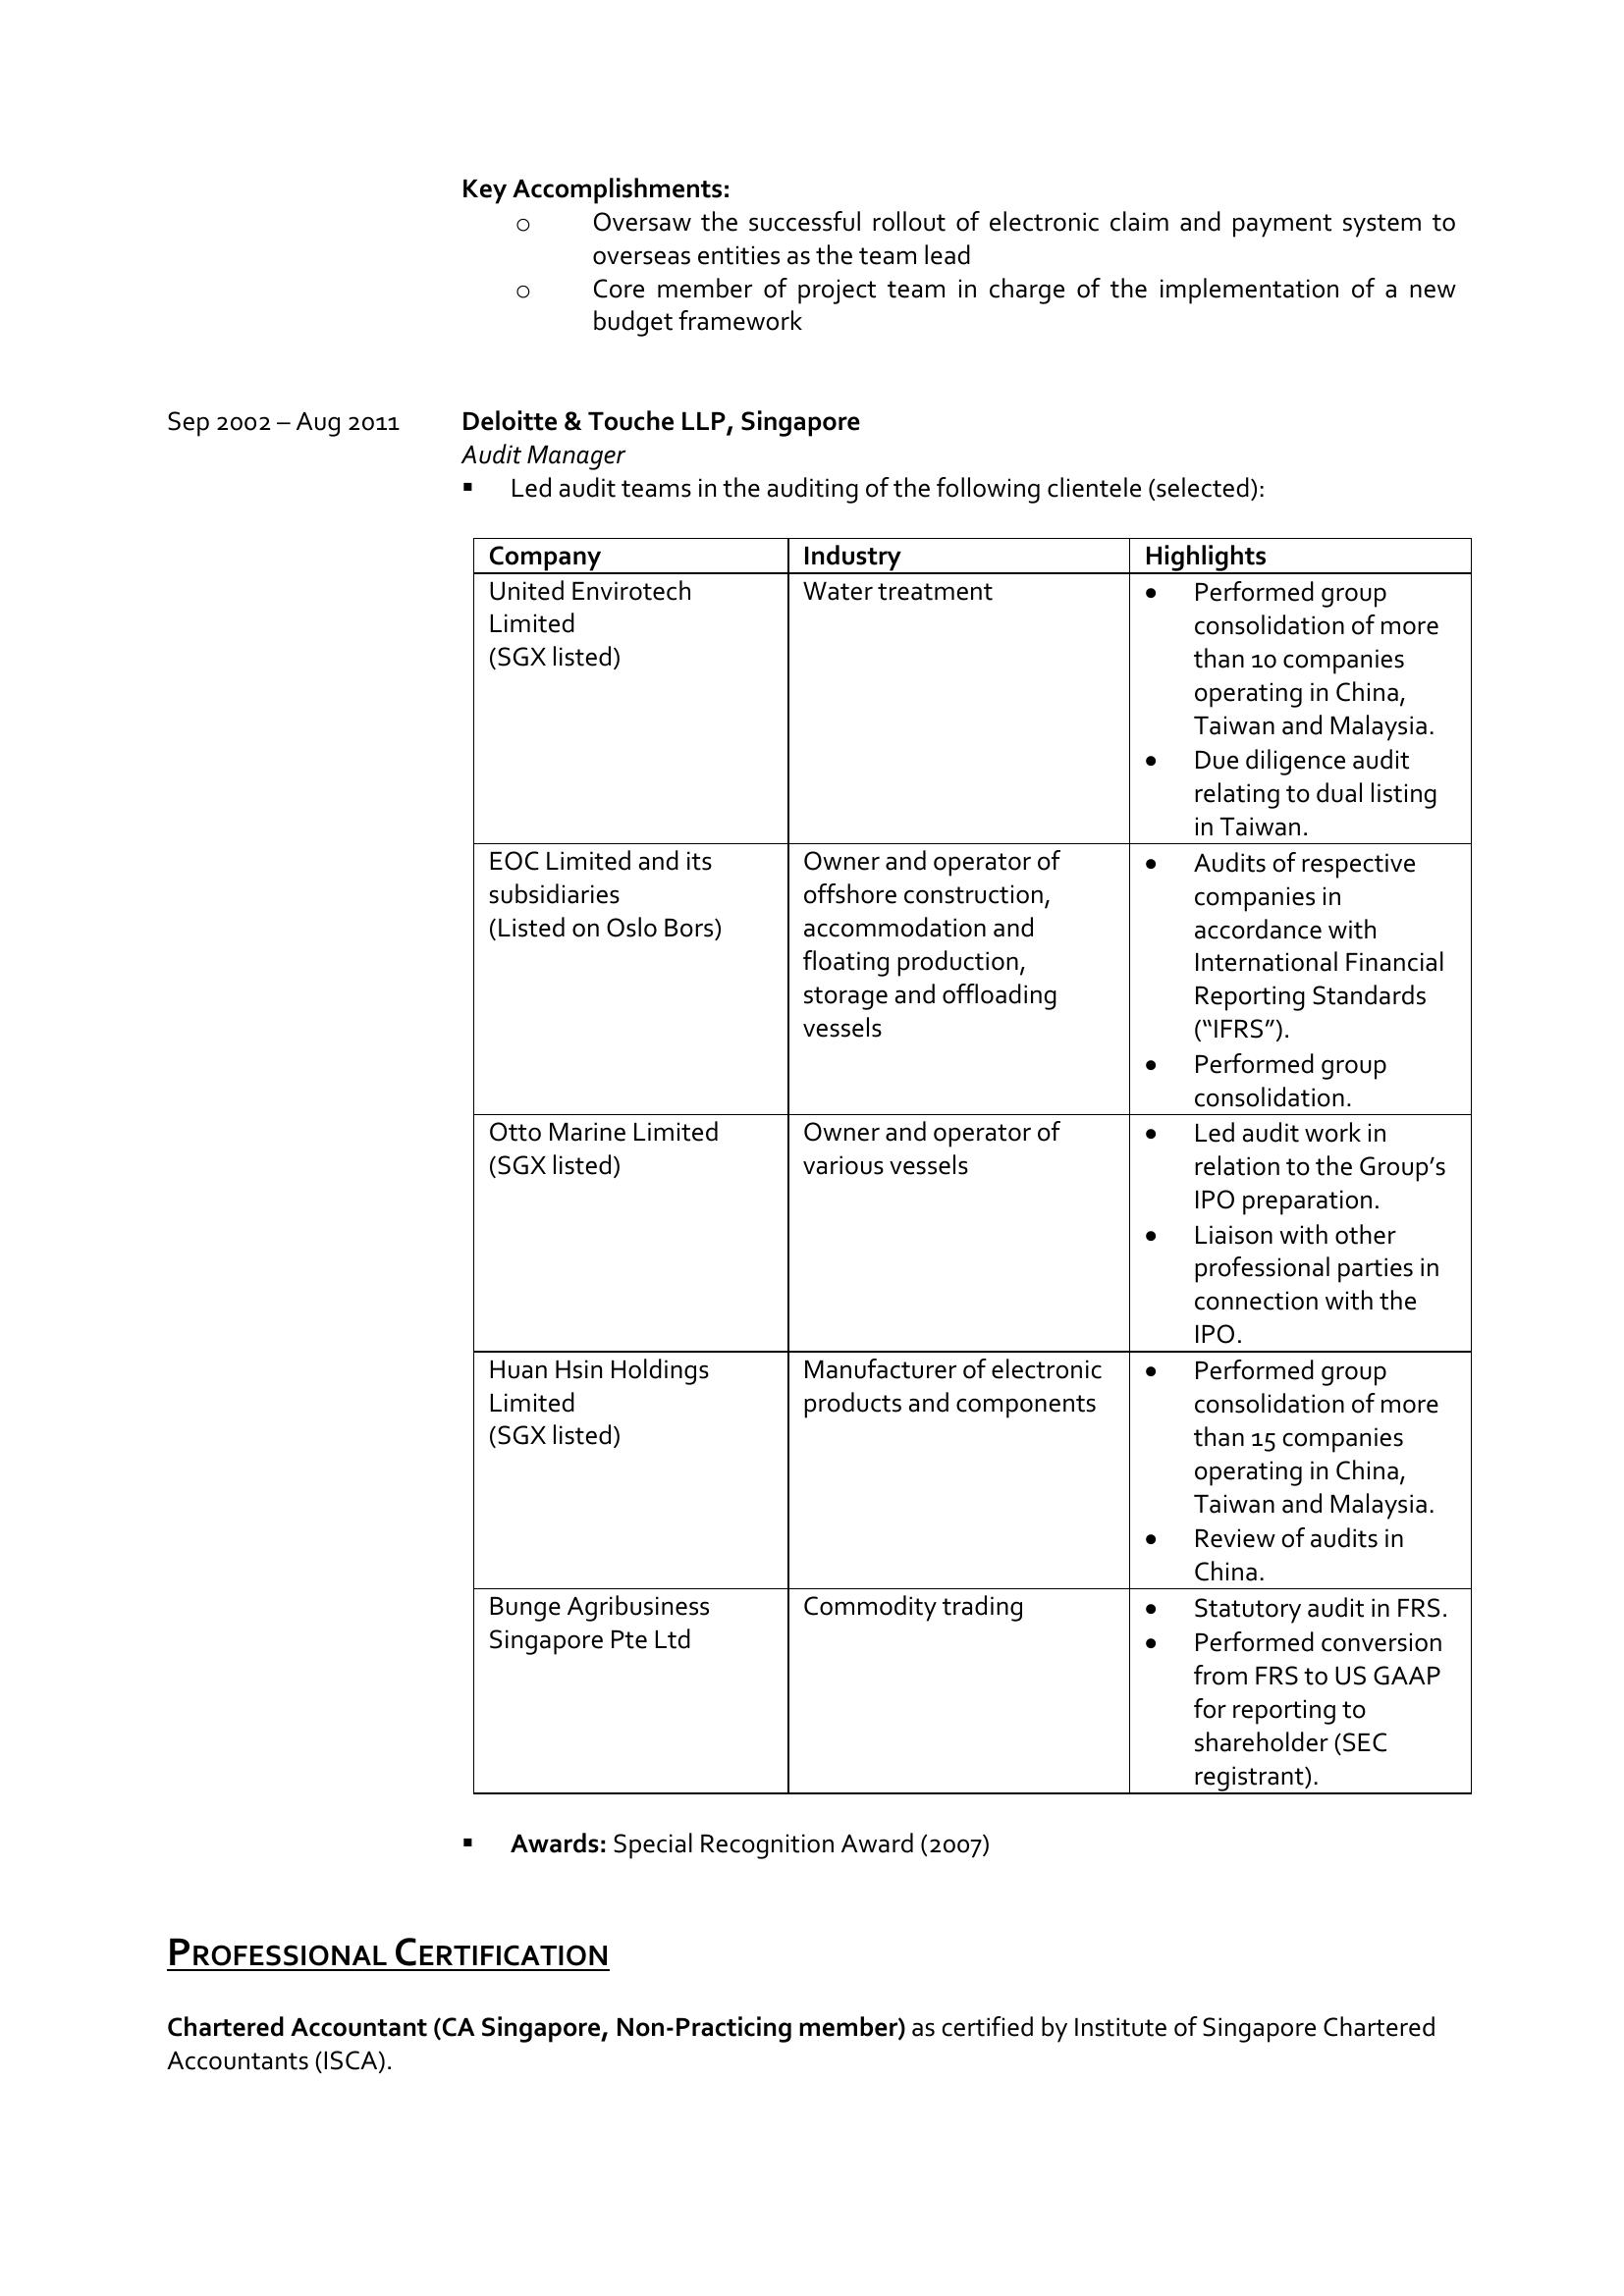 Key Accomplishments:
o Oversaw the successful rollout of electronic claim and payment system to
overseas entities as the team lead
o Core member of project team in charge of the implementation of a new
budget framework
Sep 2002 – Aug 2011 Deloitte & Touche LLP, Singapore
Audit Manager
▪ Led audit teams in the auditing of the following clientele (selected):
Company Industry Highlights
United Envirotech
Limited
(SGX listed)
Water treatment
• Performed group
consolidation of more
than 10 companies
operating in China,
Taiwan and Malaysia.
• Due diligence audit
relating to dual listing
in Taiwan.
EOC Limited and its
subsidiaries
(Listed on Oslo Bors)
Owner and operator of
offshore construction,
accommodation and
floating production,
storage and offloading
vessels
• Audits of respective
companies in
accordance with
International Financial
Reporting Standards
(“IFRS”).
• Performed group
consolidation.
Otto Marine Limited
(SGX listed)
Owner and operator of
various vessels
• Led audit work in
relation to the Group’s
IPO preparation.
• Liaison with other
professional parties in
connection with the
IPO.
Huan Hsin Holdings
Limited
(SGX listed)
Manufacturer of electronic
products and components
• Performed group
consolidation of more
than 15 companies
operating in China,
Taiwan and Malaysia.
• Review of audits in
China.
Bunge Agribusiness
Singapore Pte Ltd
Commodity trading
• Statutory audit in FRS.
• Performed conversion
from FRS to US GAAP
for reporting to
shareholder (SEC
registrant).
▪ Awards: Special Recognition Award (2007)
PROFESSIONAL CERTIFICATION
Chartered Accountant (CA Singapore, Non-Practicing member) as certified by Institute of Singapore Chartered
Accountants (ISCA).